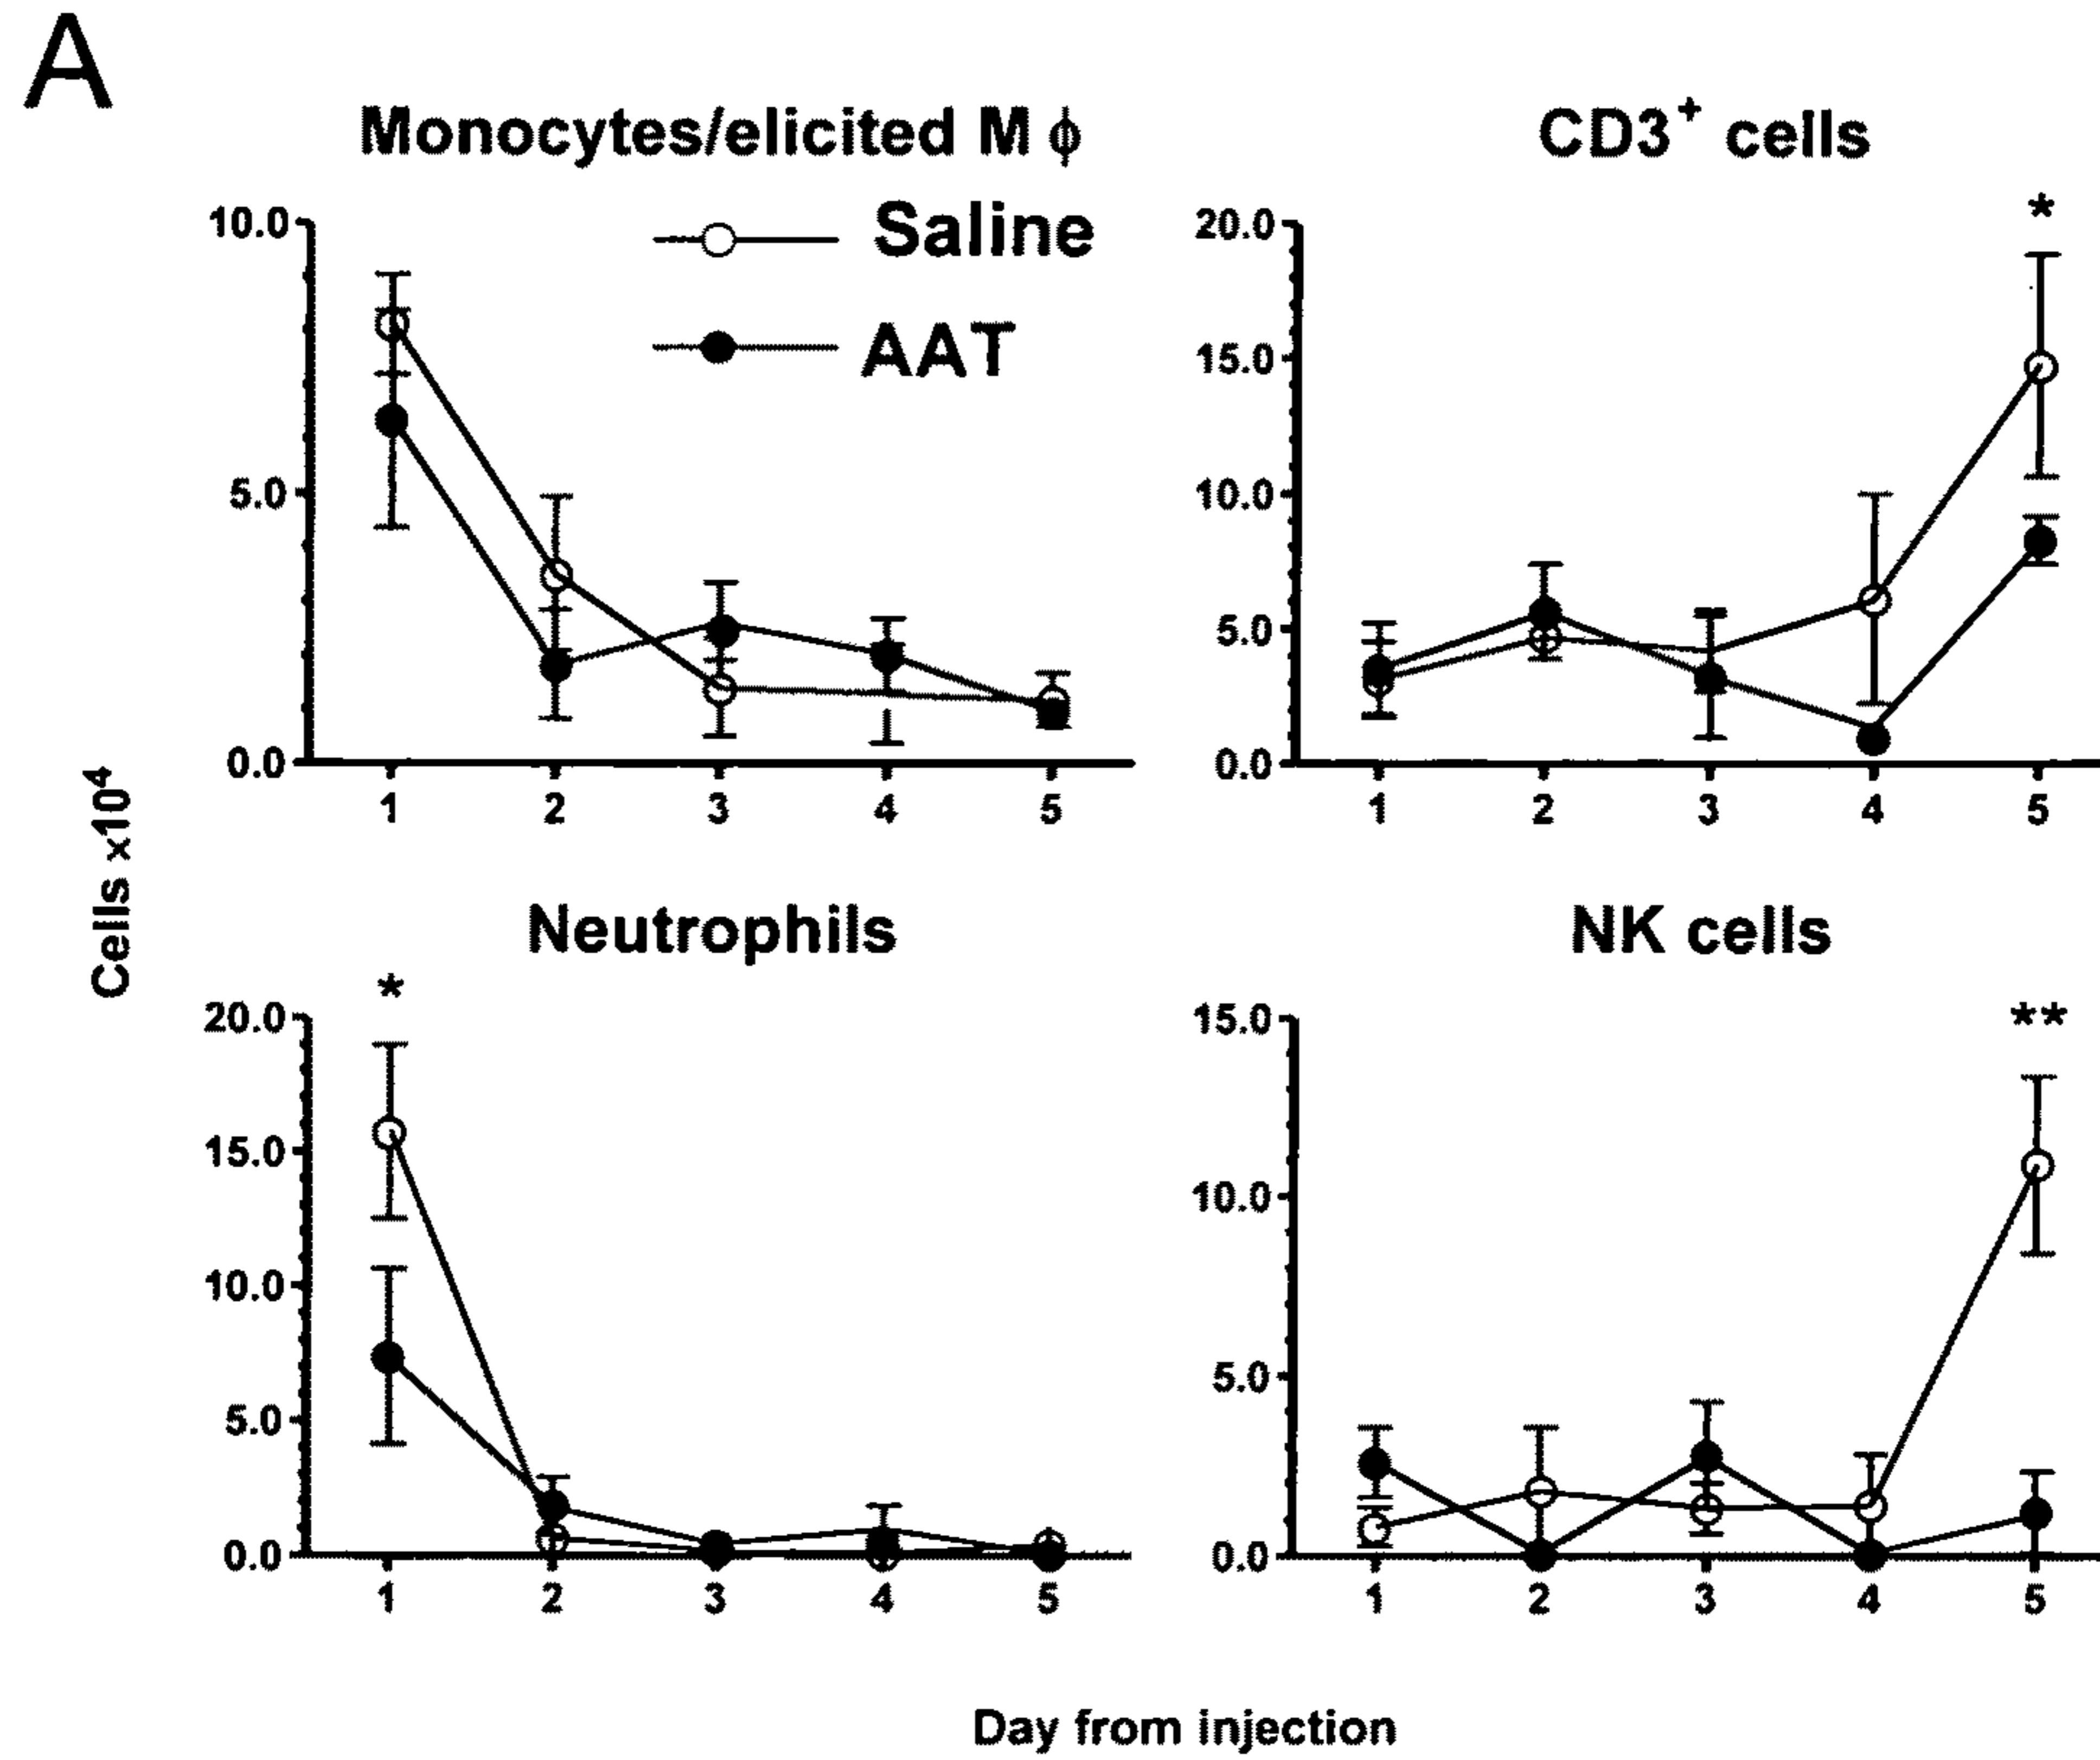 A
Monocytes/elicited M ϕ
Saline
AAT
10.0
5.0
0.0
1 2 3 4 5
CD3⁺ cells
*
20.0
15.0
10.0
5.0
0.0
1 2 3 4 5
Cells x10⁴
Neutrophils
*
20.0
15.0
10.0
5.0
0.0
1 2 3 4 5
NK cells
**
15.0
10.0
5.0
0.0
1 2 3 4 5
Day from injection